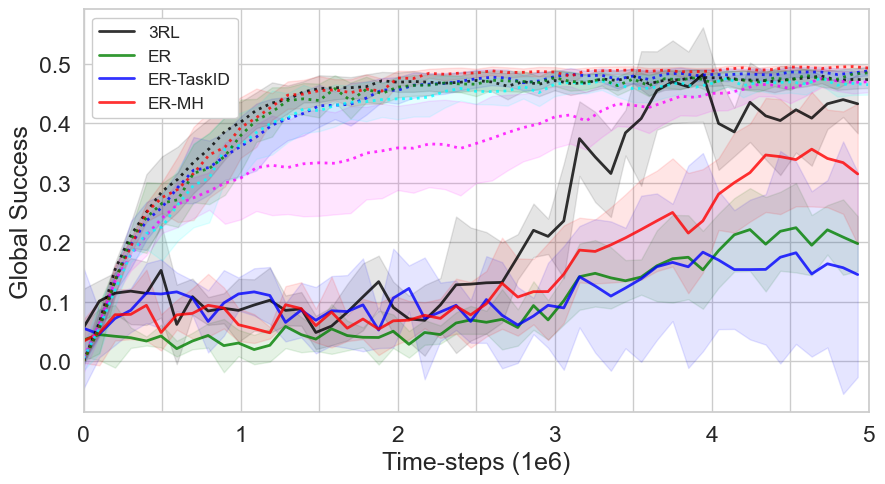 3RL
ER
ER-TaskID
ER-MH
Global Success
0.5
0.4
0.3
0.2
0.1
0.0
0 1 2 3 4 5
Time-steps (1e6)